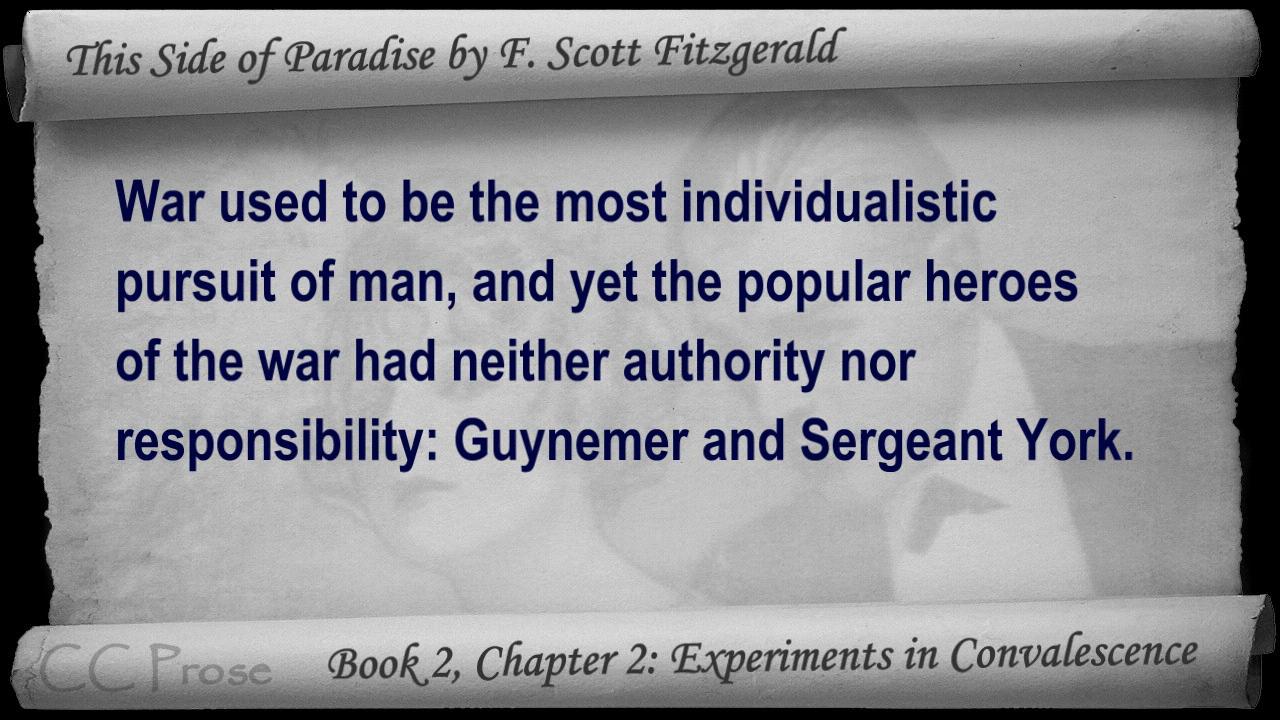 This Side of Paradise by F. Scott Fitzgerald
War used to be the most individualistic
pursuit of man, and yet the popular heroes
of the war had neither authority nor
responsibility: Guynemer and Sergeant York.
CC Prose
Book 2, Chapter 2: Experiments in Convalescence